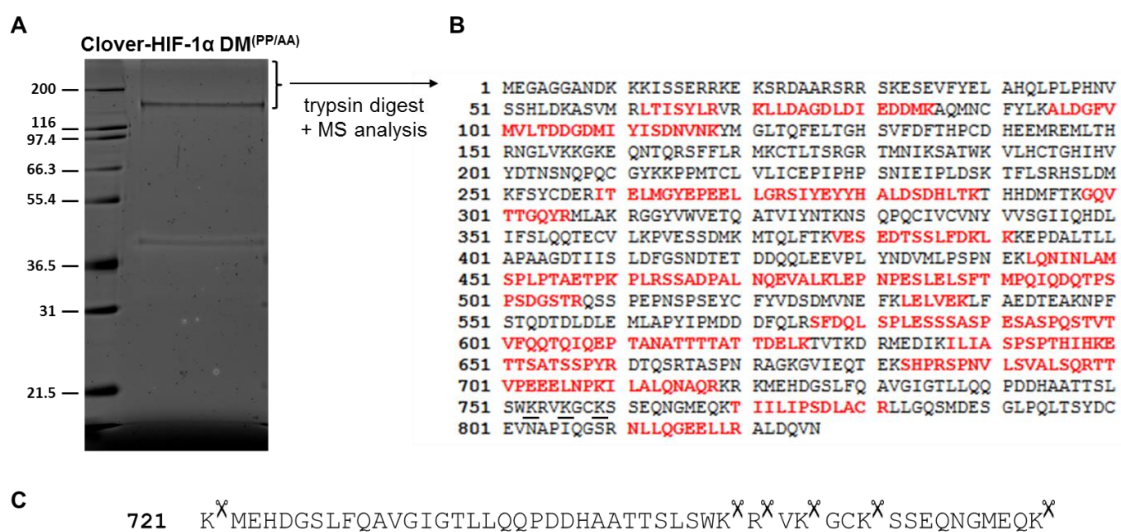 A
Clover-HIF-1α DM(PP/AA)
200
116
97.4
66.3
55.4
36.5
31
21.5
trypsin digest
+ MS analysis
B
1 MEGAGGANDK KKISSERRKE KSRDAARSRR SKESEVFYEL AHQLPLPHNV
51 SSHLDKASVM RLTISYLRVR KLLDAGDLDI EDDMKAQMNC FYLKALDGFV
101 MVLTDDGDMI YISDNVNKYM GLTQFELTGH SVFDFTHPCD HEEMREMLTH
151 RNGLVKKGKE QNTQRSFFLR MKCTLTSRGR TMNIKSATWK VLHCTGHIHV
201 YDTNSNQPQC GYKKPPMTCL VLICEPIPHP SNIEIPLDSK TFLSRHSLDM
251 KFSYCDERIT ELMGYEPEEL LGRSIYEYYH ALDSDHLTKT HHDMFTKGQV
301 TTGQYRMLAK RGGYVWVETQ ATVIYNTKNS QPQCIVCVNY VVSGIIQHDL
351 IFSLQQTECV LKPVESSDMK MTQLFTKVES EDTSSLFDKL KKEPDALTLL
401 APAAGDTIIS LDFGSNDTET DDQQLEEVPL YNDVMLPSPN EKLQNINLAM
451 SPLPTAETPK PLRSSADPAL NQEVALKLEP NPESLELSFT MPQIQDQTPS
501 PSDGSTRQSS PEPNSPSEYC FYVDSDMVNE FKLELVEKLF AEDTEAKNPF
551 STQDTDLDLE MLAPYIPMDD DFQLRSFDQL SPLESSSASP ESASPQSTVT
601 VFQQTQIQEP TANATTTTAT TDELKTVTKD RMEDIKILIA SPSPTHIHKE
651 TTSATSSPYR DTQSRTASPN RAGKGVIEQT EKSHPRSPNV LSVALSQRTT
701 VPEEELNPKI LALQNAQRKR KMEHDGSLFQ AVGIGTLLQQ PDDHAATTSL
751 SWKRVKGCKS SEQNGMEQKT IILIPSDLAC RLLGQSMDES GLPQLTSYDC
801 EVNAPIQGSR NLLQGEELLR ALDQVN
C
721 KMEHDGSLFQAVGIGTLLQQPDDHAATTSLSWKRVKGCKSSEQNGMEQK